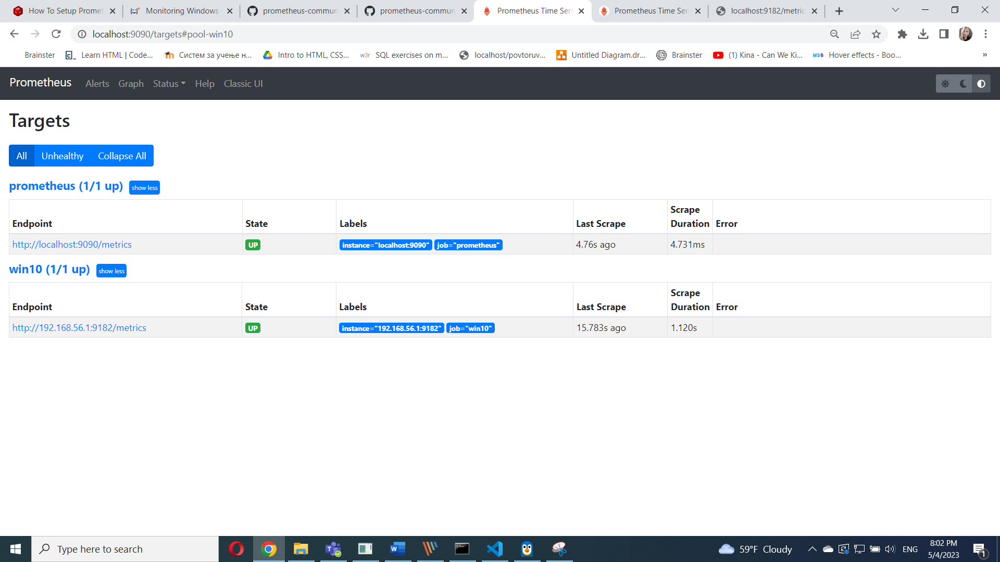 How To Setup Promet
Monitoring Windows
prometheus-commun
prometheus-commun
Prometheus Time Seri
Prometheus Time Seri
localhost:9182/metric
localhost:9090/targets#pool-win10
Brainster
Learn HTML | Code...
Систем за учење н...
Intro to HTML, CSS...
w3r
SQL exercises on m...
localhost/povtoruv...
Untitled Diagram.dr...
Brainster
(1) Kina - Can We Ki...
MDB
Hover effects - Boo...
»
Prometheus
Alerts
Graph
Status
Help
Classic UI
Targets
All
Unhealthy
Collapse All
prometheus (1/1 up)
show less
Endpoint
State
Labels
Last Scrape
Scrape
Duration
Error
http://localhost:9090/metrics
UP
instance="localhost:9090"
job="prometheus"
4.76s ago
4.731ms
win10 (1/1 up)
show less
Endpoint
State
Labels
Last Scrape
Scrape
Duration
Error
http://192.168.56.1:9182/metrics
UP
instance="192.168.56.1:9182"
job="win10"
15.783s ago
1.120s
Type here to search
59°F Cloudy
ENG
8:02 PM
5/4/2023
1